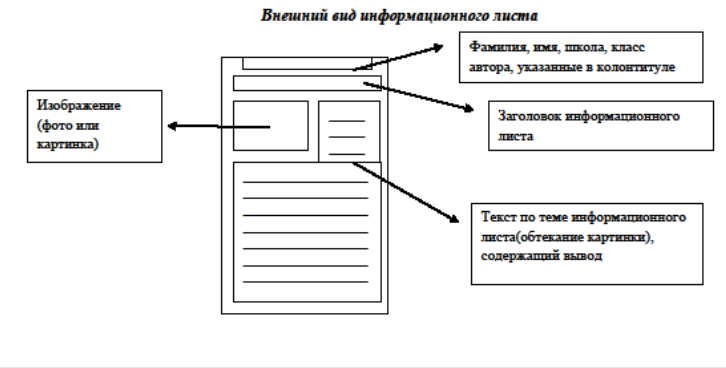 Внешний вид информационного листа
Фамилия, имя, школа, класс
автора, указанные в колонтитуле
Изображение
(фото или
картинка)
Заголовок информационного
листа
Текст по теме информационного
листа(обтекание картинки),
содержащий вывод